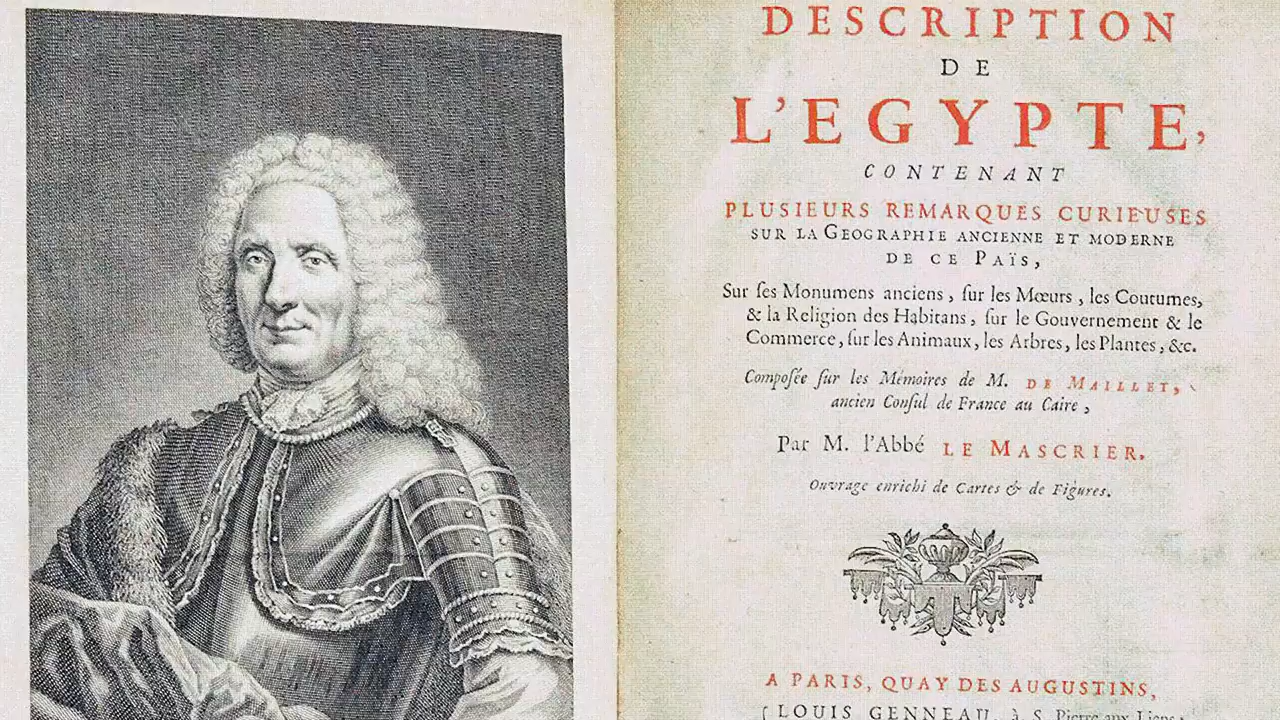 DESCRIPTION
DE
L'EGYPTE,
CONTENANT
PLUSIEURS REMARQUES CURIEUSES
SUR LA GEOGRAPHIE ANCIENNE ET MODERNE
DE CE PAÏS,
Sur ſes Monumens anciens, ſur les Mœurs, les Coutumes,
& la Religion des Habitans, ſur le Gouvernement & le
Commerce, ſur les Animaux, les Arbres, les Plantes, &c.
Compoſée ſur les Mémoires de M. DE MAILLET,
ancien Conſul de France au Caire,
Par M. l'Abbé LE MASCRIER.
Ouvrage enrichi de Cartes & de Figures.
A PARIS, QUAY DES AUGUSTINS,
LOUIS GENNEAU, à S. Pierre aux Liens;